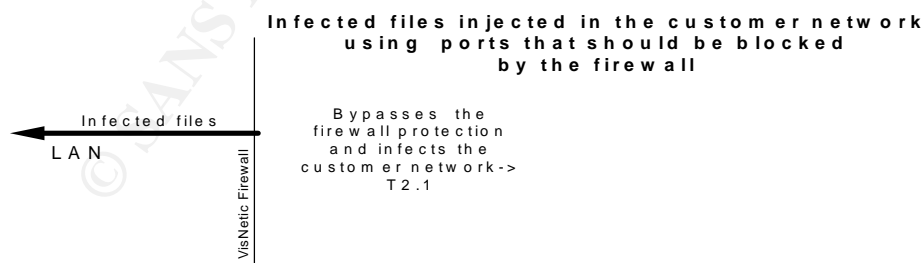 Infected files injected in the customer network
using ports that should be blocked
by the firewall
Infected files
LAN
VisNetic Firewall
Bypasses the
firewall protection
and infects the
customer network->
T2.1
© SANS